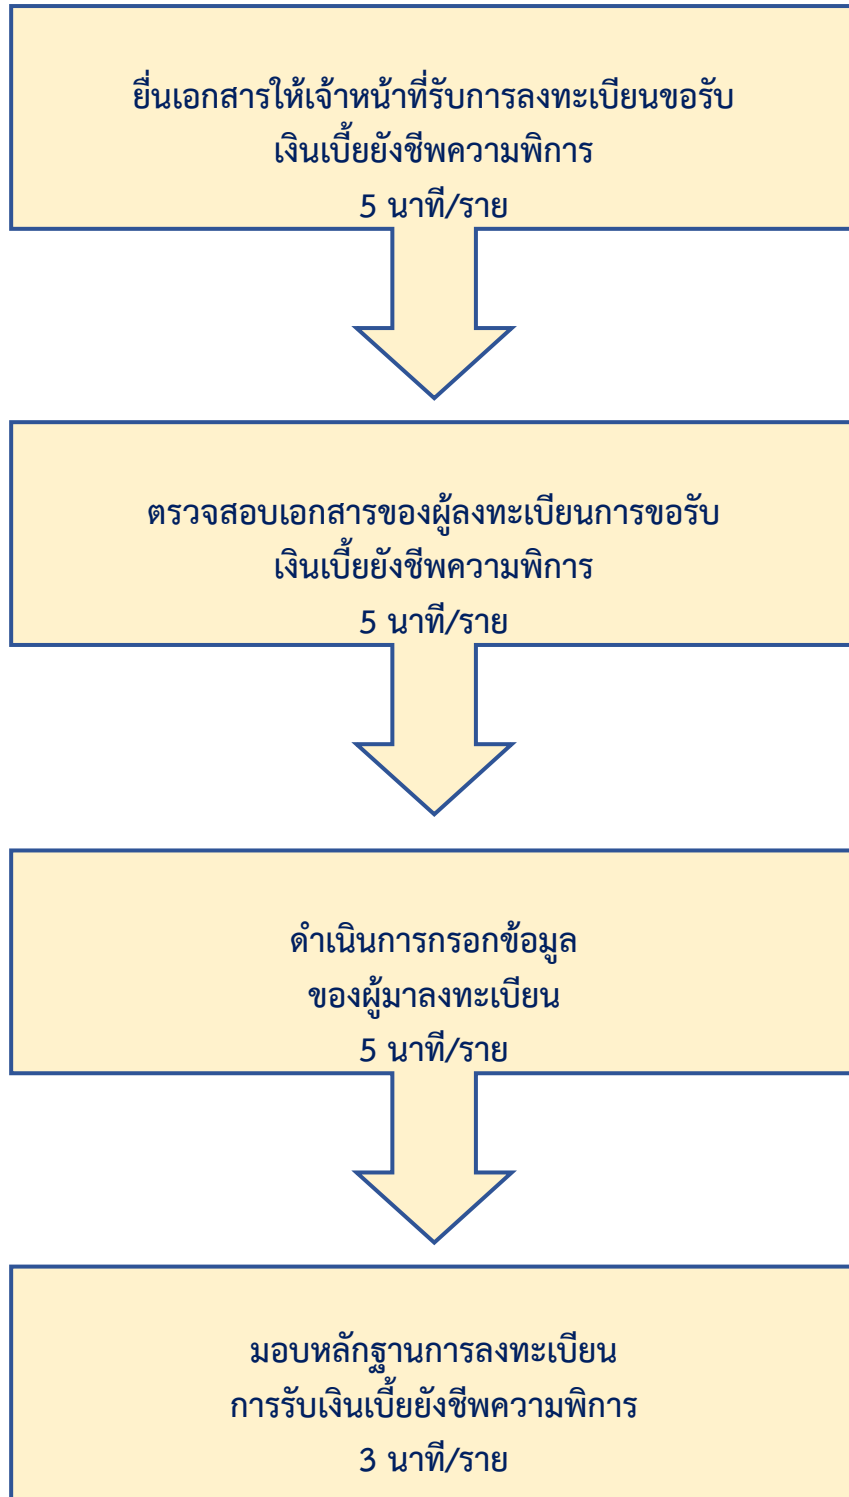 ยื่นเอกสารให้เจ้าหน้าที่รับการลงทะเบียนขอรับ
เงินเบี้ยยังชีพความพิการ
5 นาที/ราย
ตรวจสอบเอกสารของผู้ลงทะเบียนการขอรับ
เงินเบี้ยยังชีพความพิการ
5 นาที/ราย
ดำเนินการกรอกข้อมูล
ของผู้มาลงทะเบียน
5 นาที/ราย
มอบหลักฐานการลงทะเบียน
การรับเงินเบี้ยยังชีพความพิการ
3 นาที/ราย